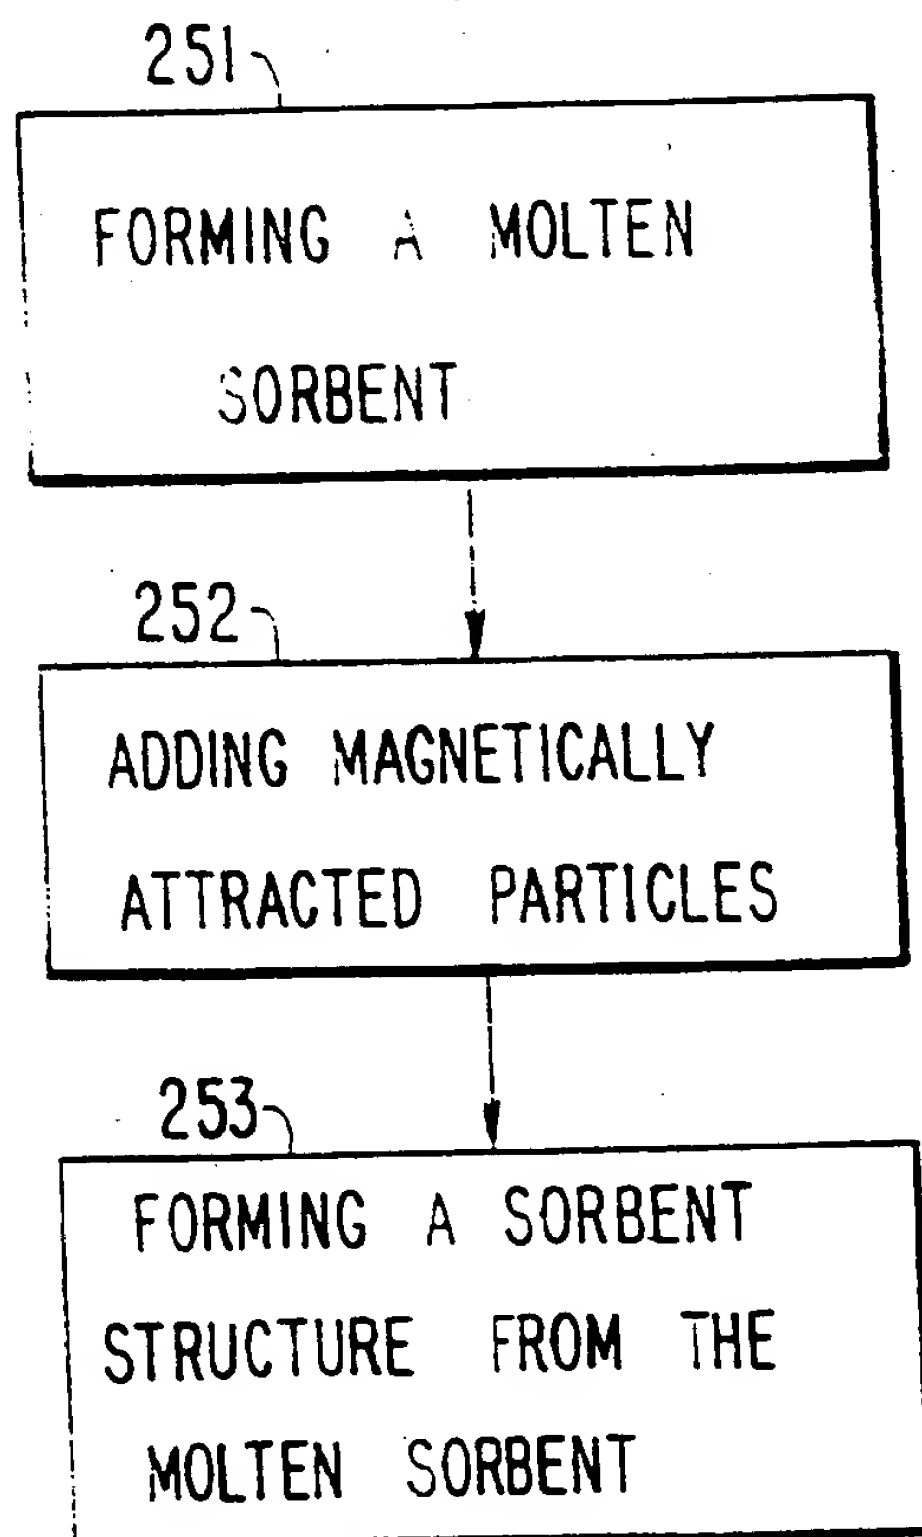 251
FORMING A MOLTEN
SORBENT
252
ADDING MAGNETICALLY
ATTRACTED PARTICLES
253
FORMING A SORBENT
STRUCTURE FROM THE
MOLTEN SORBENT